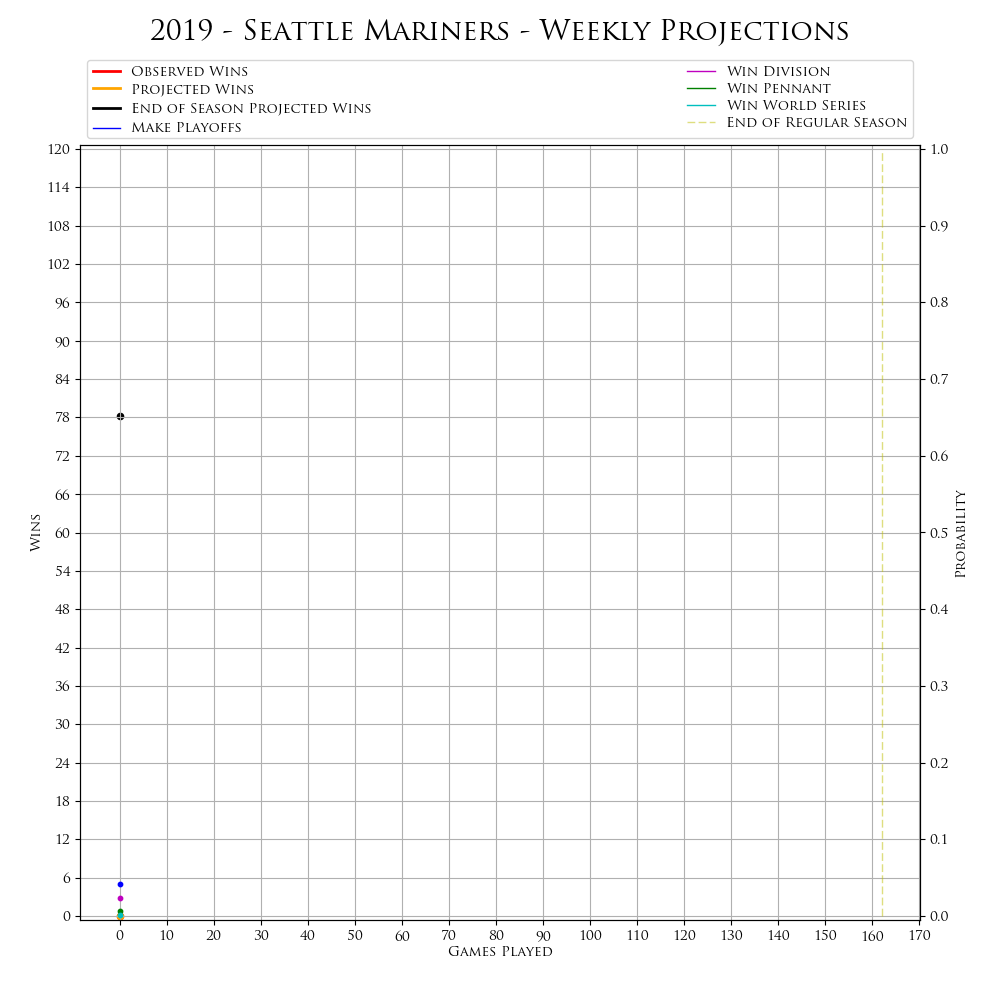 2019 - Seattle Mariners - Weekly Projections
Observed Wins
Projected Wins
End of Season Projected Wins
Make Playoffs
Win Division
Win Pennant
Win World Series
End of Regular Season
120
114
108
102
96
90
84
78
72
66
60
54
48
42
36
30
24
18
12
6
0
Wins
1.0
0.9
0.8
0.7
0.6
0.5
0.4
0.3
0.2
0.1
0.0
Probability
0 10 20 30 40 50 60 70 80 90 100 110 120 130 140 150 160 170
Games Played